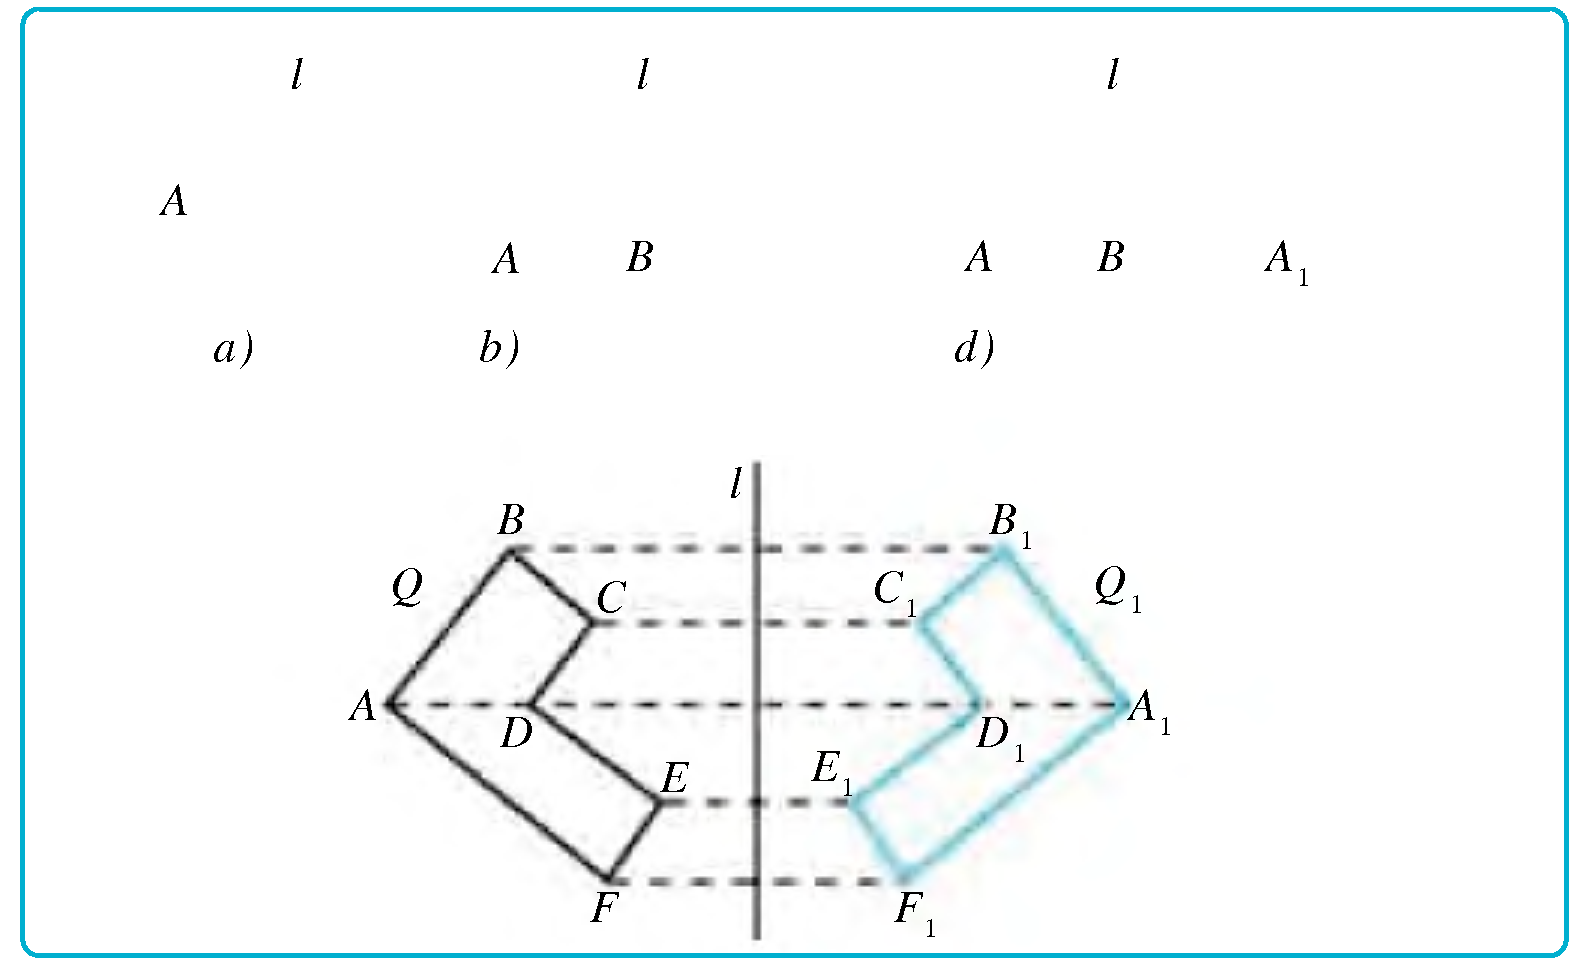 l l l
A
A B A B A1
a) b) d)
l
B B1
Q C C1 Q1
A D D1 A1
E E1
F F1